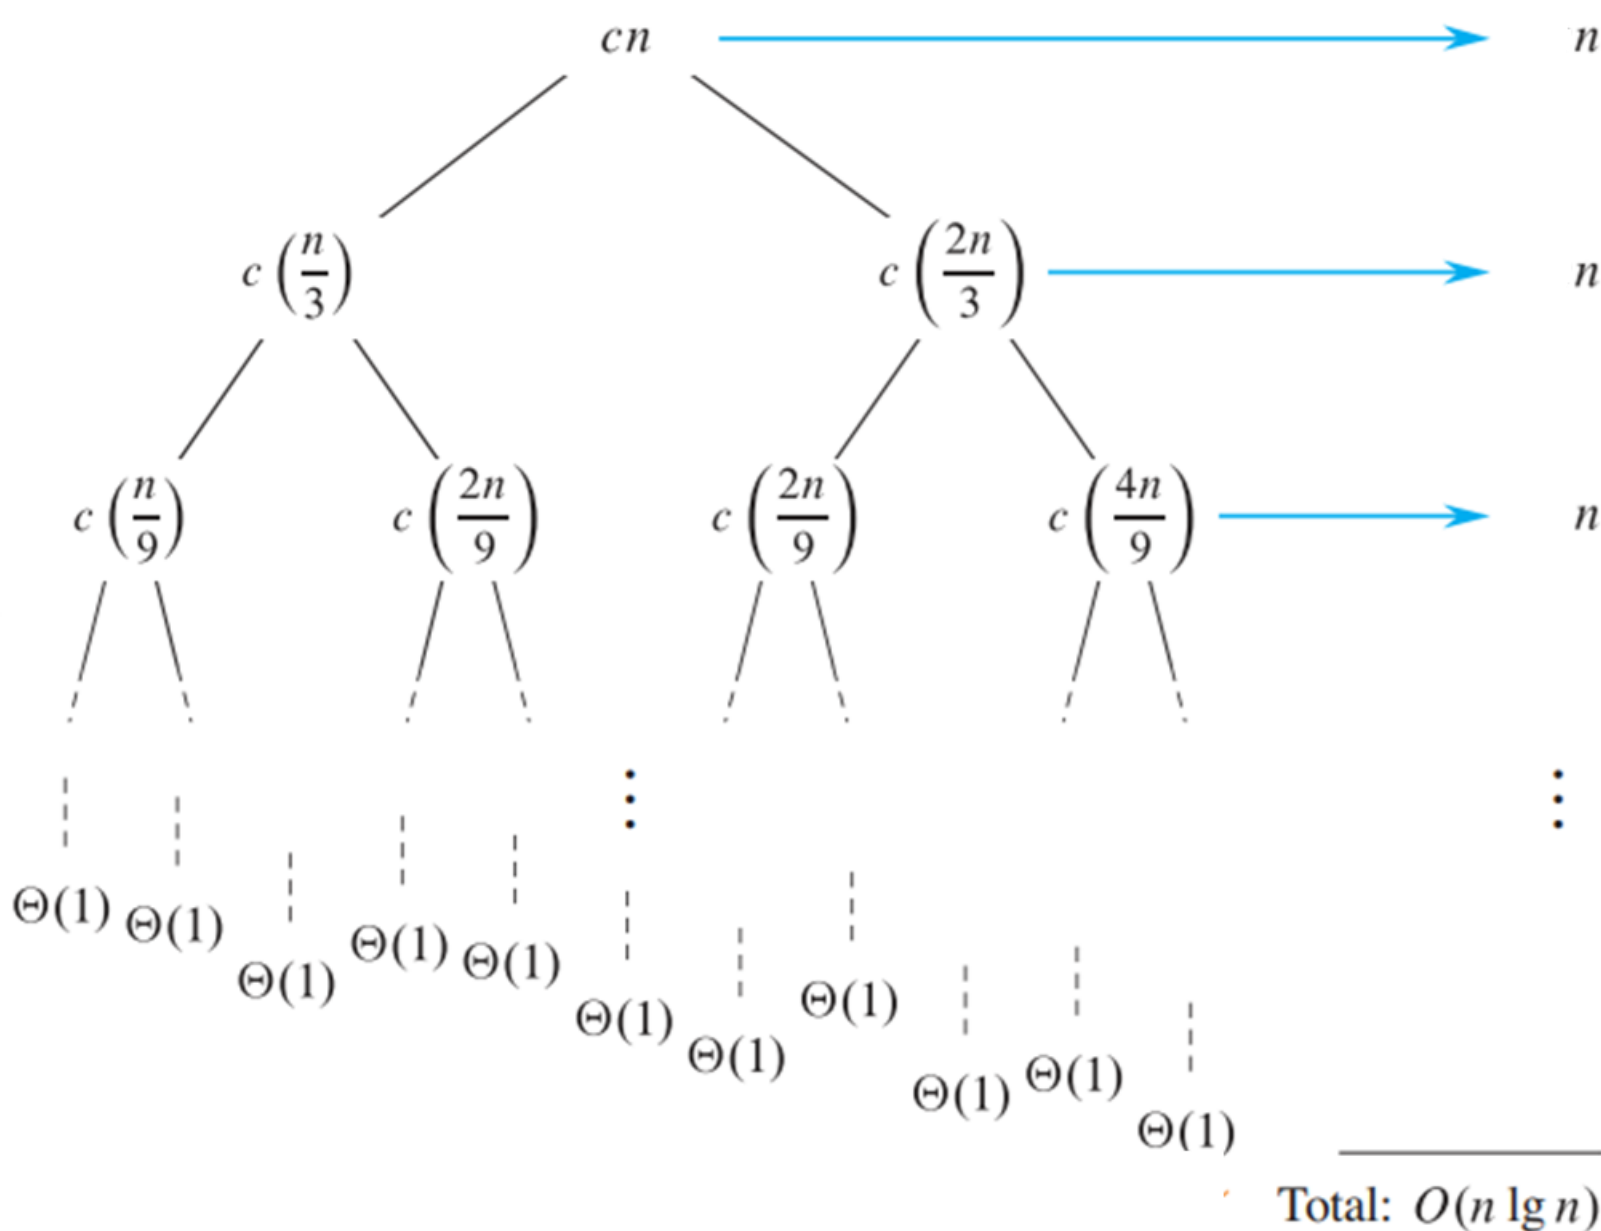 cn n
c(n/3) c(2n/3) n
c(n/9) c(2n/9) c(2n/9) c(4n/9) n
⋮ ⋮
Θ(1) Θ(1) Θ(1) Θ(1) Θ(1) Θ(1) Θ(1) Θ(1) Θ(1) Θ(1) Θ(1)
Total: O(n lg n)